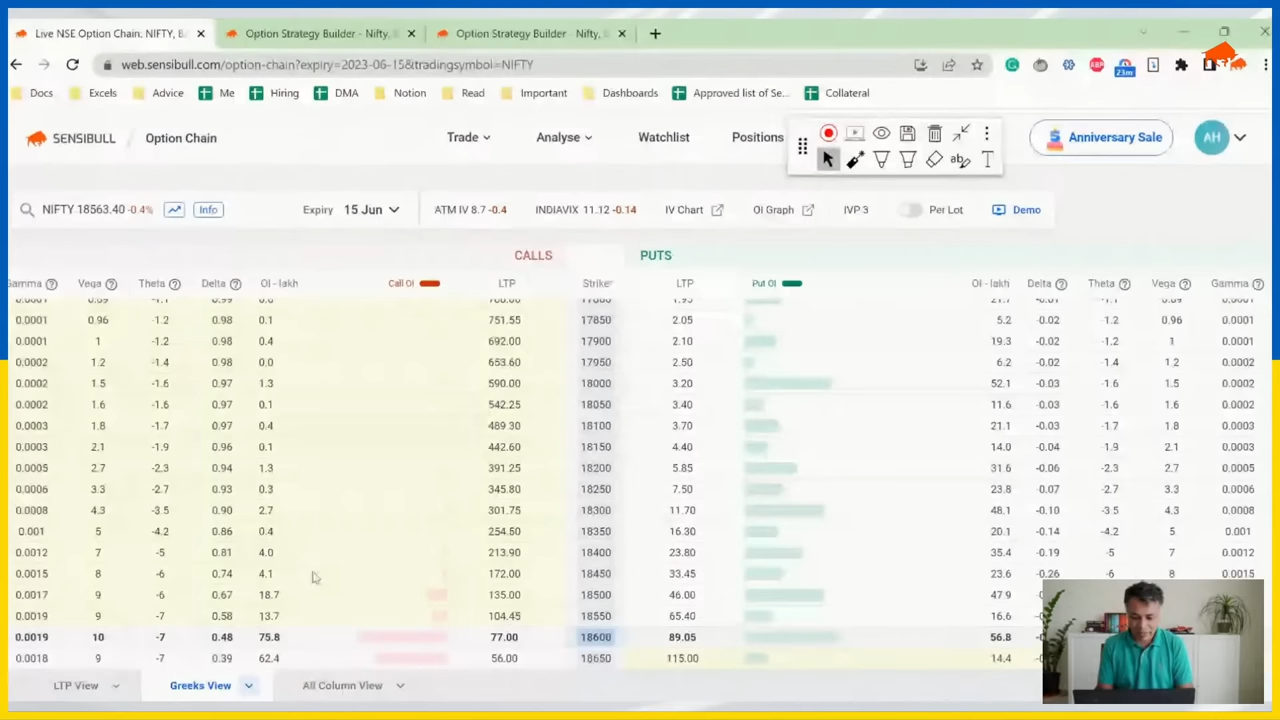 Live NSE Option Chain, NIFTY, BA
Option Strategy Builder - Nifty,
Option Strategy Builder - Nifty,
web.sensibull.com/option-chain?expiry=2023-06-15&tradingsymbol=NIFTY
ABP 23m
Docs Excels Advice Me Hiring DMA Notion Read Important Dashboards Approved list of Se... Collateral
SENSIBULL Option Chain Trade Analyse Watchlist Positions Anniversary Sale AH
NIFTY 18563.40 -0.4% Info Expiry 15 Jun ATM IV 8.7 -0.4 INDIAVIX 11.12 -0.14 IV Chart Oi Graph IVP 3 Per Lot Demo
CALLS PUTS
Gamma Vega Theta Delta OI - lakh Call OI LTP Strike LTP Put OI OI - lakh Delta Theta Vega Gamma
0.0001 0.96 -1.2 0.98 0.1 751.55 17850 2.05 5.2 -0.02 -1.2 0.96 0.0001
0.0001 1 -1.2 0.98 0.4 692.00 17900 2.10 19.3 -0.02 -1.2 1 0.0001
0.0002 1.2 -1.4 0.98 0.0 653.60 17950 2.50 6.2 -0.02 -1.4 1.2 0.0002
0.0002 1.5 -1.6 0.97 1.3 590.00 18000 3.20 52.1 -0.03 -1.6 1.5 0.0002
0.0002 1.6 -1.6 0.97 0.1 542.25 18050 3.40 11.6 -0.03 -1.6 1.6 0.0002
0.0003 1.8 -1.7 0.97 0.4 489.30 18100 3.70 21.1 -0.03 -1.7 1.8 0.0003
0.0003 2.1 -1.9 0.96 0.1 442.60 18150 4.40 14.0 -0.04 -1.9 2.1 0.0003
0.0005 2.7 -2.3 0.94 1.3 391.25 18200 5.85 31.6 -0.06 -2.3 2.7 0.0005
0.0006 3.3 -2.7 0.93 0.3 345.80 18250 7.50 23.8 -0.07 -2.7 3.3 0.0006
0.0008 4.3 -3.5 0.90 2.7 301.75 18300 11.70 48.1 -0.10 -3.5 4.3 0.0008
0.001 5 -4.2 0.86 0.4 254.50 18350 16.30 20.1 -0.14 -4.2 5 0.001
0.0012 7 -5 0.81 4.0 213.90 18400 23.80 35.4 -0.19 -5 7 0.0012
0.0015 8 -6 0.74 4.1 172.00 18450 33.45 23.6 -0.26 -6 8 0.0015
0.0017 9 -6 0.67 18.7 135.00 18500 46.00 47.9
0.0019 9 -7 0.58 13.7 104.45 18550 65.40 16.6
0.0019 10 -7 0.48 75.8 77.00 18600 89.05 56.8
0.0018 9 -7 0.39 62.4 56.00 18650 115.00 14.4
LTP View Greeks View All Column View